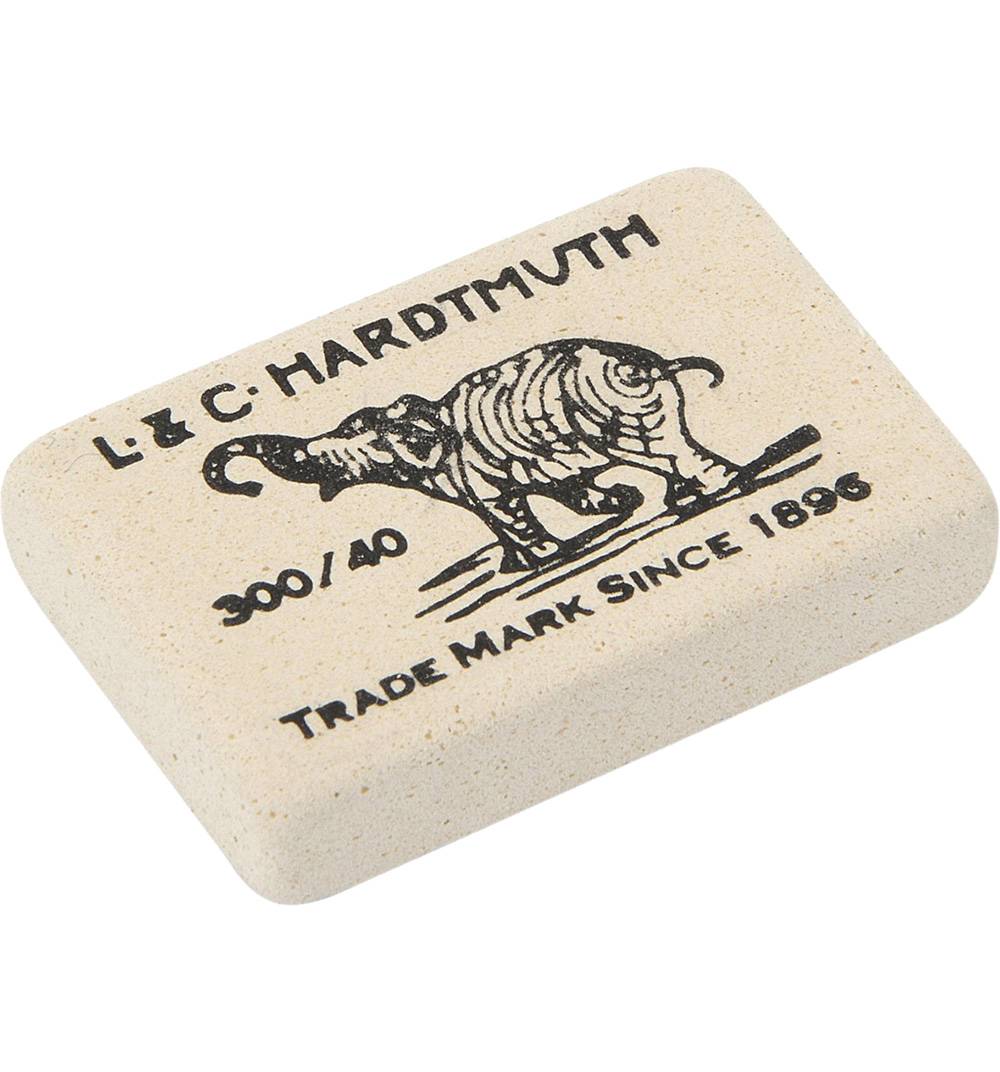 L.&C.HARDTMUTH
300/40
TRADE MARK SINCE 1896